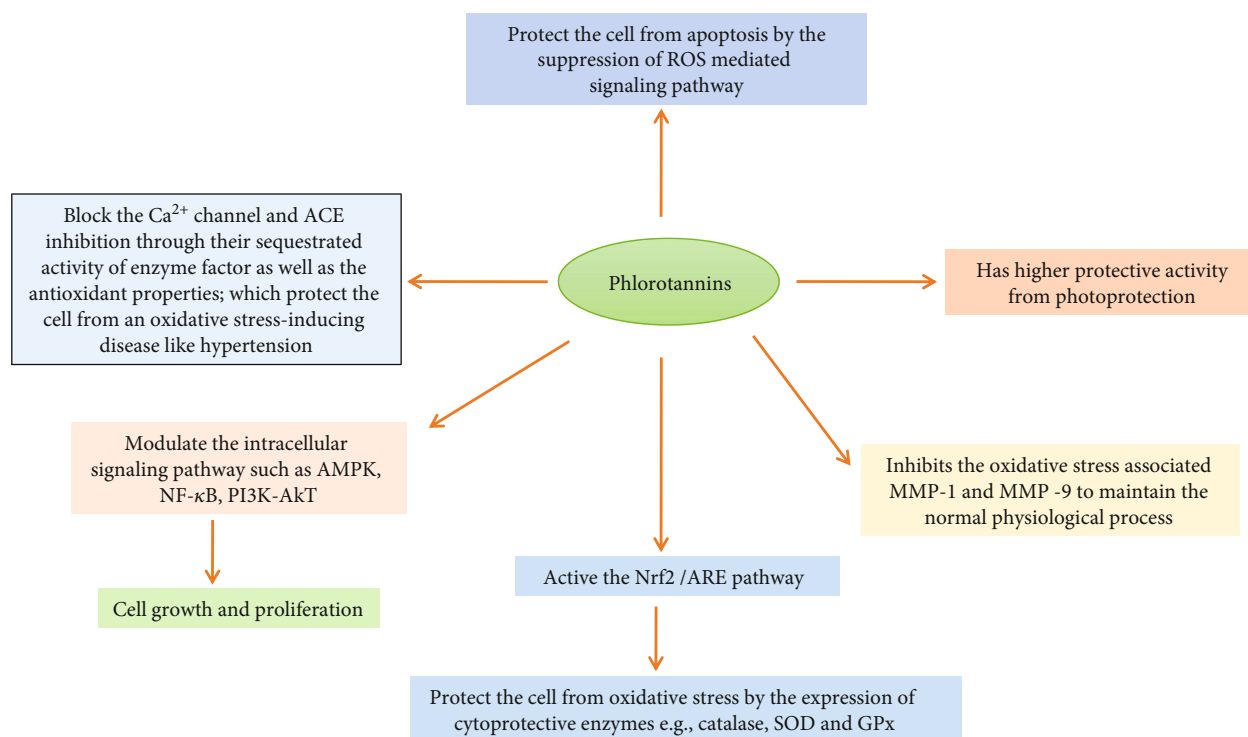 Protect the cell from apoptosis by the
suppression of ROS mediated
signaling pathway
Block the Ca²⁺ channel and ACE
inhibition through their sequestrated
activity of enzyme factor as well as the
antioxidant properties; which protect the
cell from an oxidative stress-inducing
disease like hypertension
Phlorotannins
Has higher protective activity
from photoprotection
Modulate the intracellular
signaling pathway such as AMPK,
NF-κB, PI3K-AkT
Inhibits the oxidative stress associated
MMP-1 and MMP -9 to maintain the
normal physiological process
Active the Nrf2 /ARE pathway
Cell growth and proliferation
Protect the cell from oxidative stress by the expression of
cytoprotective enzymes e.g., catalase, SOD and GPx